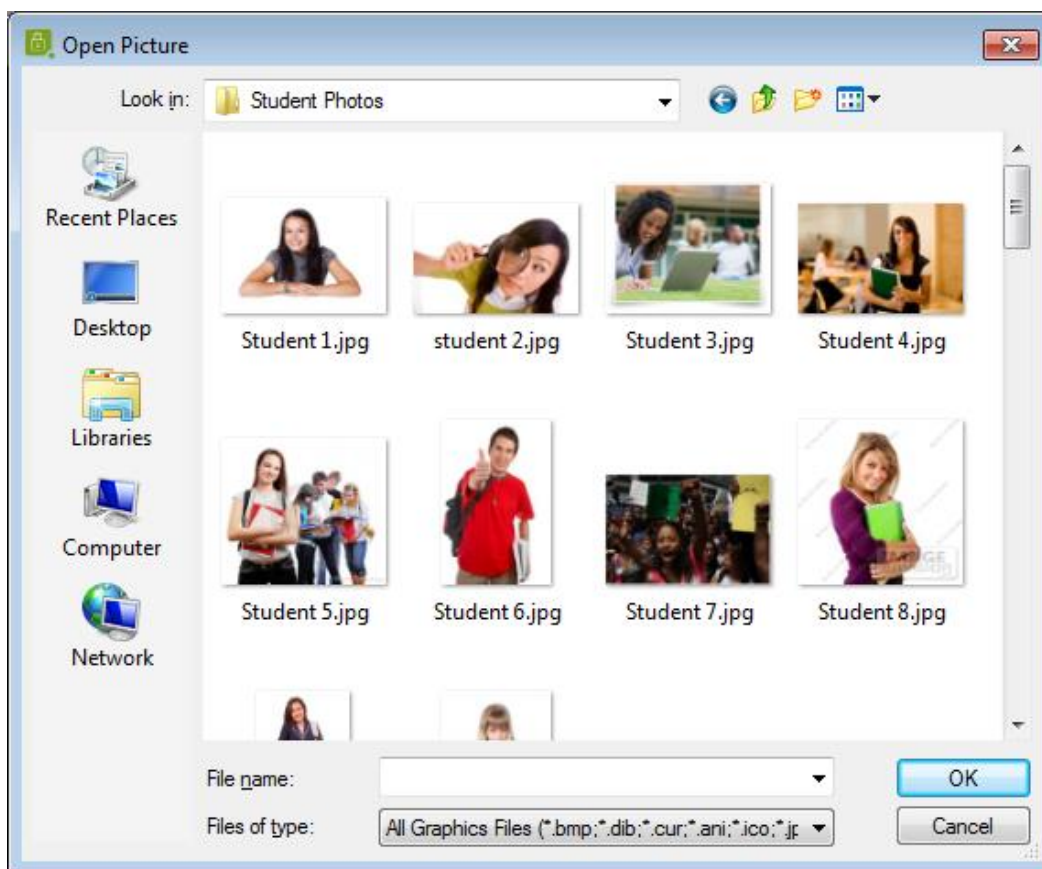 Open Picture
Look in:
Student Photos
Recent Places
Desktop
Libraries
Computer
Network
Student 1.jpg
student 2.jpg
Student 3.jpg
Student 4.jpg
Student 5.jpg
Student 6.jpg
Student 7.jpg
Student 8.jpg
File name:
OK
Files of type:
All Graphics Files (*.bmp;*.dib;*.cur;*.ani;*.ico;*.jp
Cancel